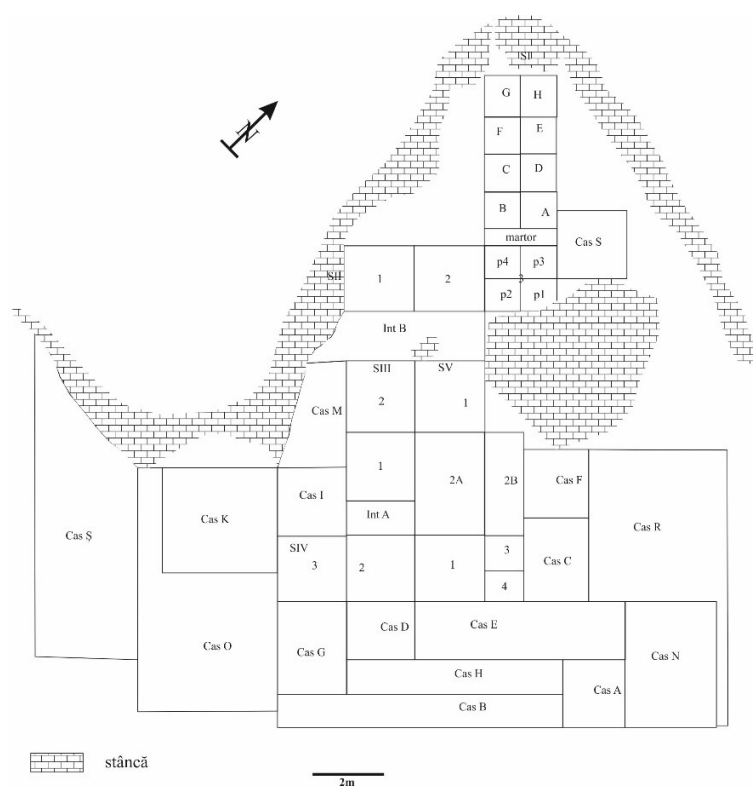 SI
N
G H
F E
C D
B A
martor
Cas S
p4 p3
SII
1 2 3
p2 p1
Int B
SIII SV
Cas M
2 1
1
2A 2B
Cas F
Cas I
Cas K
Int A
Cas R
Cas Ș
SIV
3 2 1
3
4
Cas C
Cas D
Cas E
Cas O
Cas G
Cas N
Cas H
Cas A
Cas B
stâncă
2m